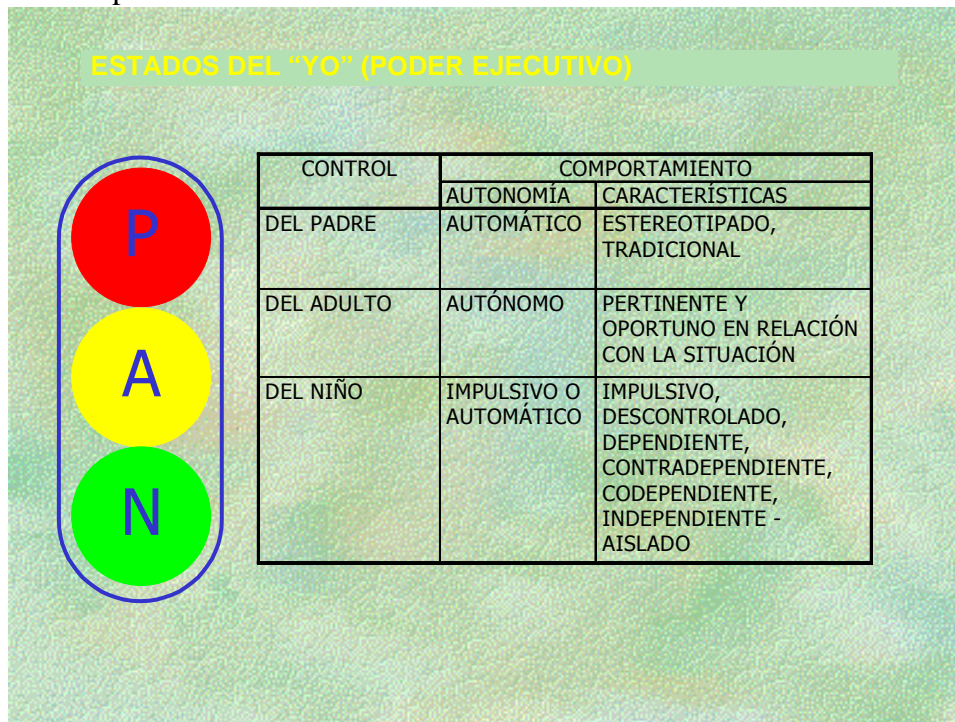 ESTADOS DEL “YO” (PODER EJECUTIVO)
P
A
N
CONTROL
COMPORTAMIENTO
AUTONOMÍA
CARACTERÍSTICAS
DEL PADRE
AUTOMÁTICO
ESTEREOTIPADO,
TRADICIONAL
DEL ADULTO
AUTÓNOMO
PERTINENTE Y
OPORTUNO EN RELACIÓN
CON LA SITUACIÓN
DEL NIÑO
IMPULSIVO O
AUTOMÁTICO
IMPULSIVO,
DESCONTROLADO,
DEPENDIENTE,
CONTRADEPENDIENTE,
CODEPENDIENTE,
INDEPENDIENTE -
AISLADO